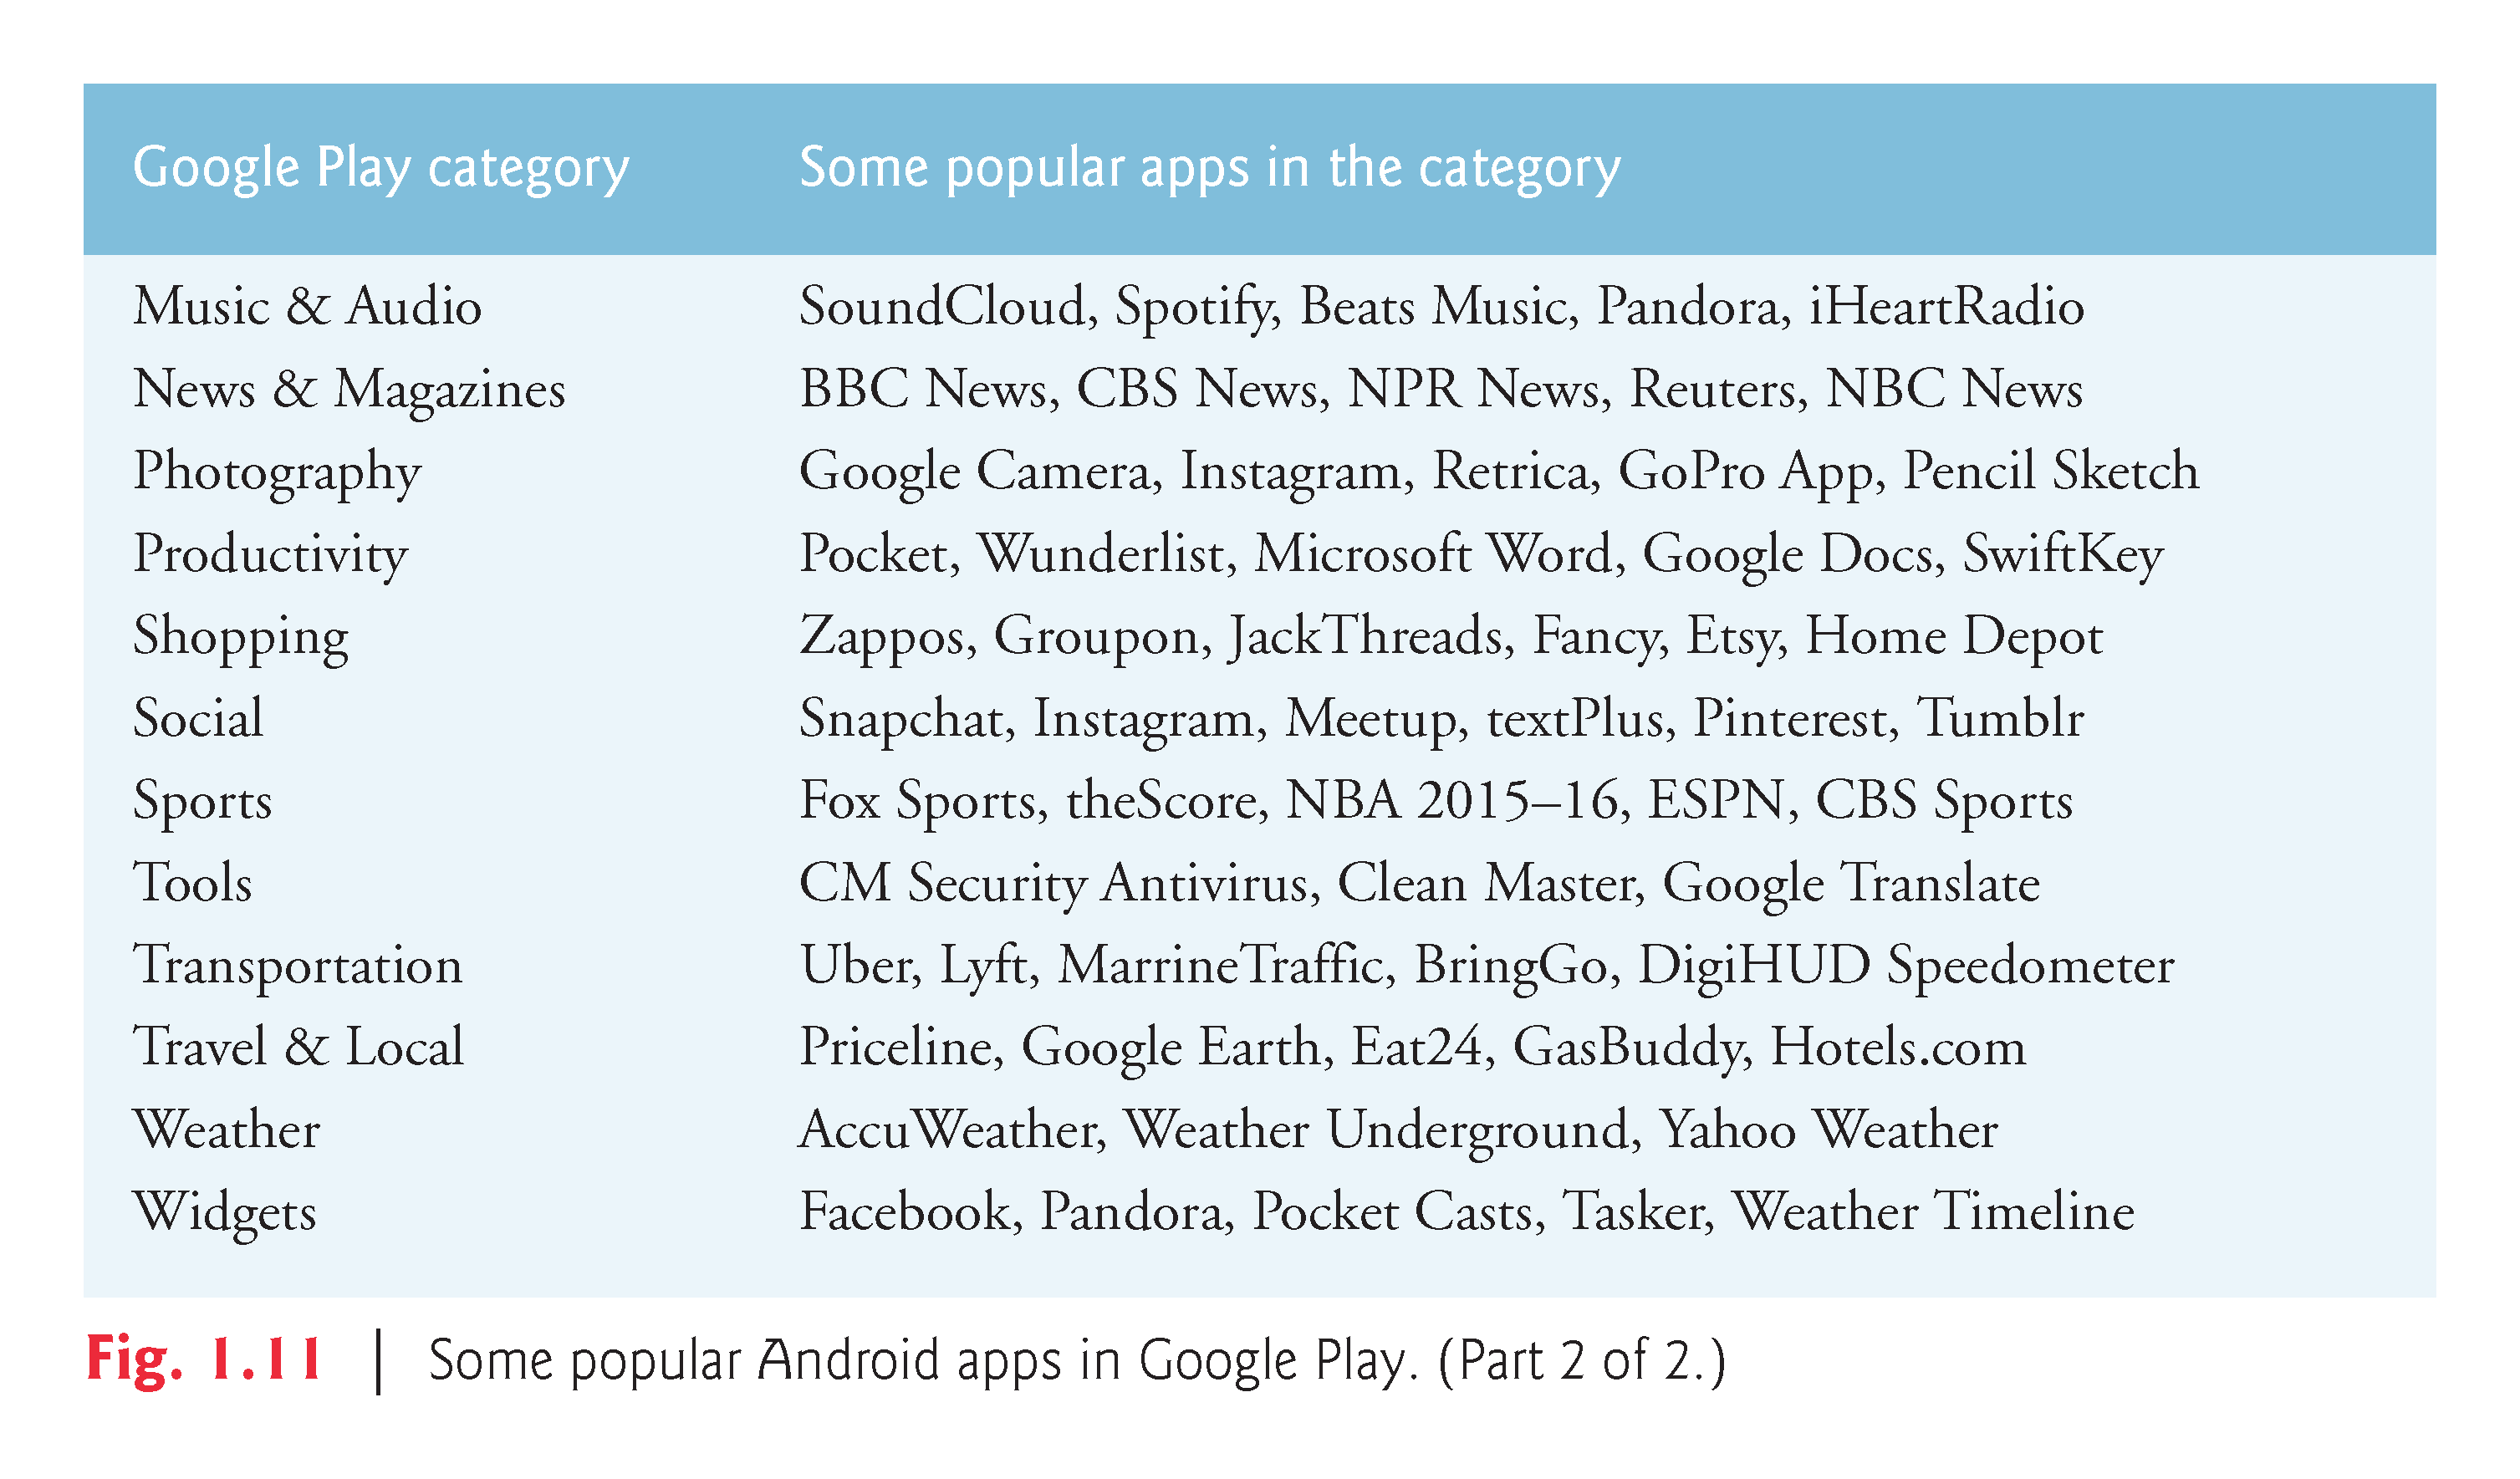 Google Play category Some popular apps in the category
Music & Audio SoundCloud, Spotify, Beats Music, Pandora, iHeartRadio
News & Magazines BBC News, CBS News, NPR News, Reuters, NBC News
Photography Google Camera, Instagram, Retrica, GoPro App, Pencil Sketch
Productivity Pocket, Wunderlist, Microsoft Word, Google Docs, SwiftKey
Shopping Zappos, Groupon, JackThreads, Fancy, Etsy, Home Depot
Social Snapchat, Instagram, Meetup, textPlus, Pinterest, Tumblr
Sports Fox Sports, theScore, NBA 2015–16, ESPN, CBS Sports
Tools CM Security Antivirus, Clean Master, Google Translate
Transportation Uber, Lyft, MarrineTraffic, BringGo, DigiHUD Speedometer
Travel & Local Priceline, Google Earth, Eat24, GasBuddy, Hotels.com
Weather AccuWeather, Weather Underground, Yahoo Weather
Widgets Facebook, Pandora, Pocket Casts, Tasker, Weather Timeline
Fig. 1.11 | Some popular Android apps in Google Play. (Part 2 of 2.)